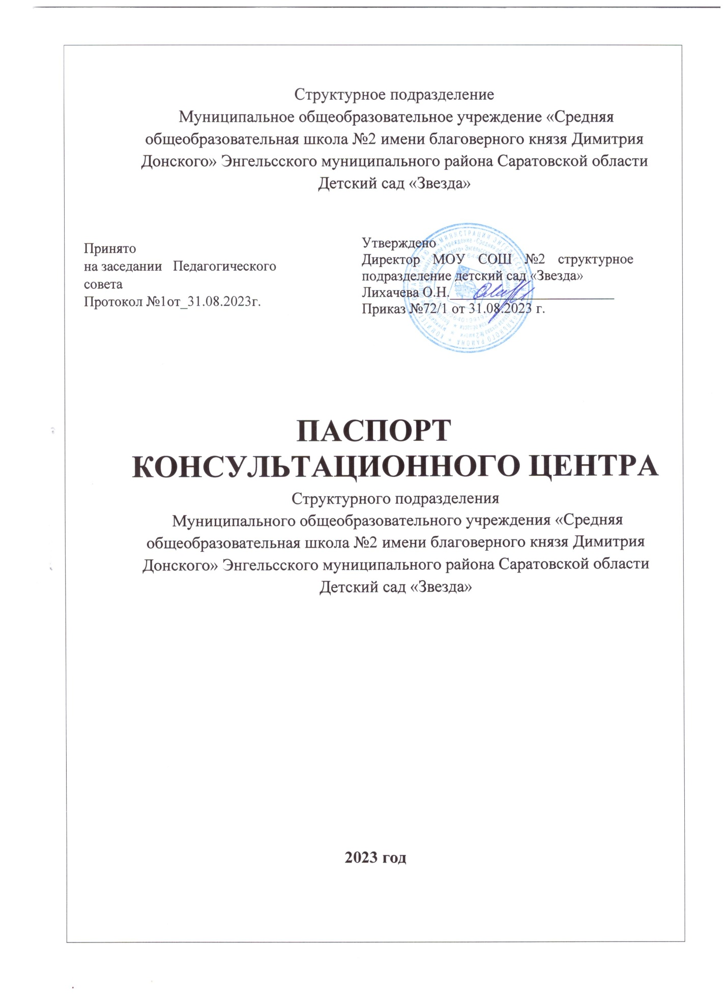 Структурное подразделение
Муниципальное общеобразовательное учреждение «Средняя
общеобразовательная школа №2 имени благоверного князя Димитрия
Донского» Энгельсского муниципального района Саратовской области
Детский сад «Звезда»
Принято
на заседании Педагогического
совета
Протокол №1от_31.08.2023г.
Утверждено
Директор МОУ СОШ №2 структурное
подразделение детский сад «Звезда»
Лихачева О.Н.
Приказ №72/1 от 31.08.2023 г.
ПАСПОРТ
КОНСУЛЬТАЦИОННОГО ЦЕНТРА
Структурного подразделения
Муниципального общеобразовательного учреждения «Средняя
общеобразовательная школа №2 имени благоверного князя Димитрия
Донского» Энгельсского муниципального района Саратовской области
Детский сад «Звезда»
2023 год